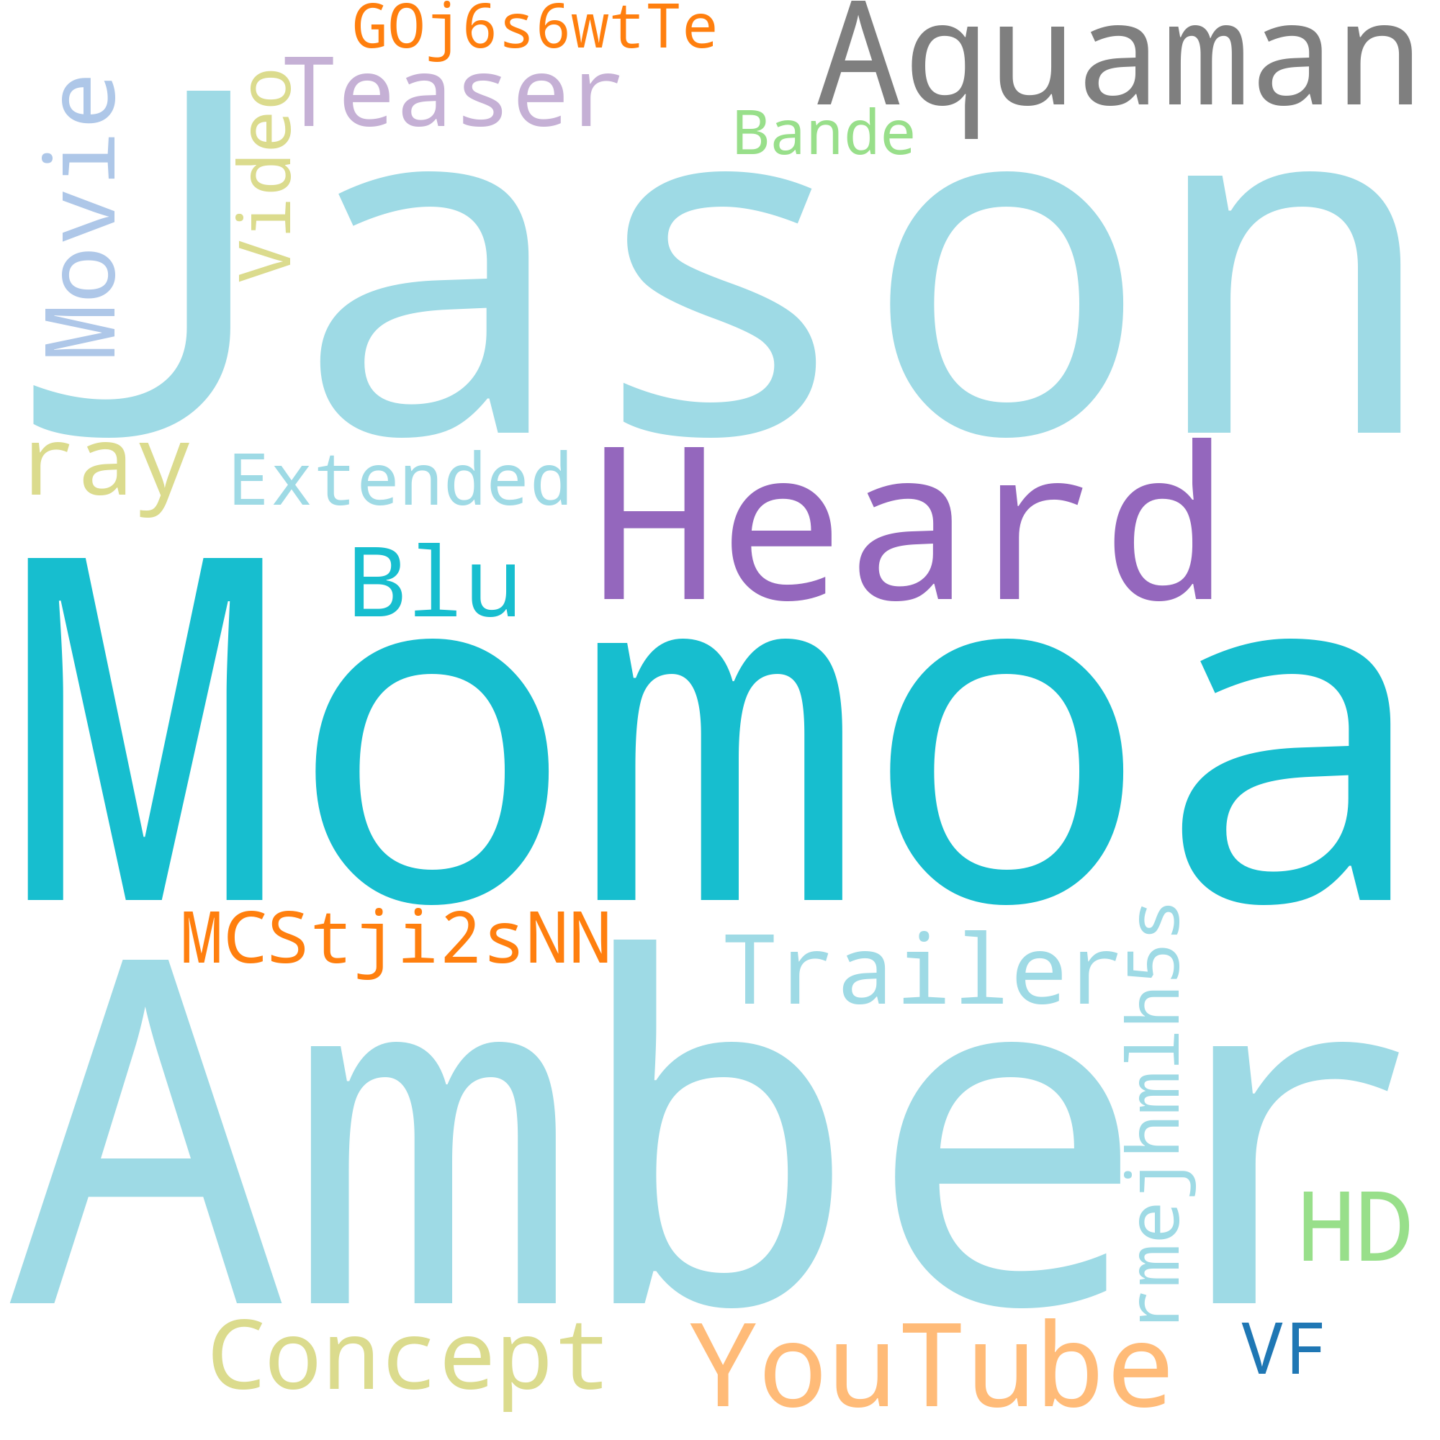 GOj6s6wtTe
Aquaman
Teaser
Movie
Video
Bande
Jason
ray
Extended
Heard
Blu
Momoa
MCStji2sNN
Trailer
rmejhmlh5s
Amber
HD
Concept
YouTube
VF